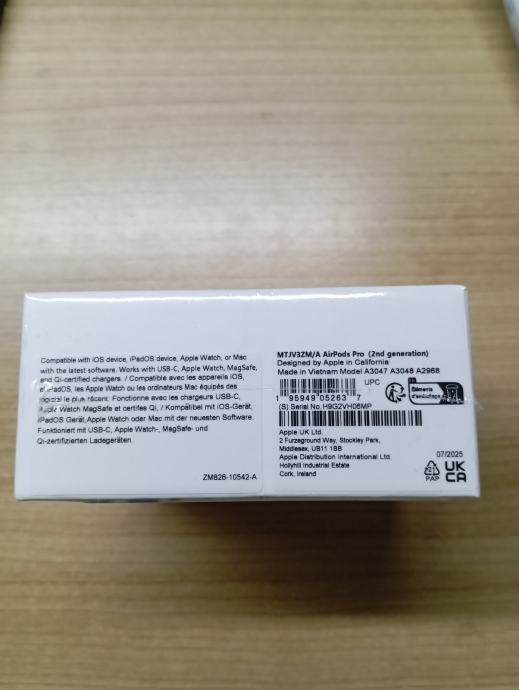 Compatible with iOS device, iPadOS device, Apple Watch, or Mac
with the latest software. Works with USB-C, Apple Watch, MagSafe,
and Qi-certified chargers. / Compatible avec les appareils iOS,
et iPadOS, les Apple Watch ou les ordinateurs Mac équipés des
logiciel le plus récent. Fonctionne avec les chargeurs USB-C,
Apple Watch MagSafe et certifés Qi, / Kompatibel mit iOS-Gerät,
iPadOS Gerät,Apple Watch oder Mac mit der neuesten Software
Funktioniert mit USB-C, Apple Watch-, MagSafe- und
Qi-zertifizierten Ladegeräten.
ZM826-10542-A
MTJV3ZM/A AirPods Pro (2nd generation)
Designed by Apple in California
Made in Vietnam Model A3047 A3048 A2968
UPC
1 95949 05263 7
(S) Serial No. H9G2VH06MP
Éléments
d'emballage
Apple UK Ltd.
2 Furzeground Way, Stockley Park,
Middlesex, UB11 1BB
Apple Distribution International Ltd.
Hollyhill Industrial Estate
Cork, Ireland
07/2025
PAP
UK
CA